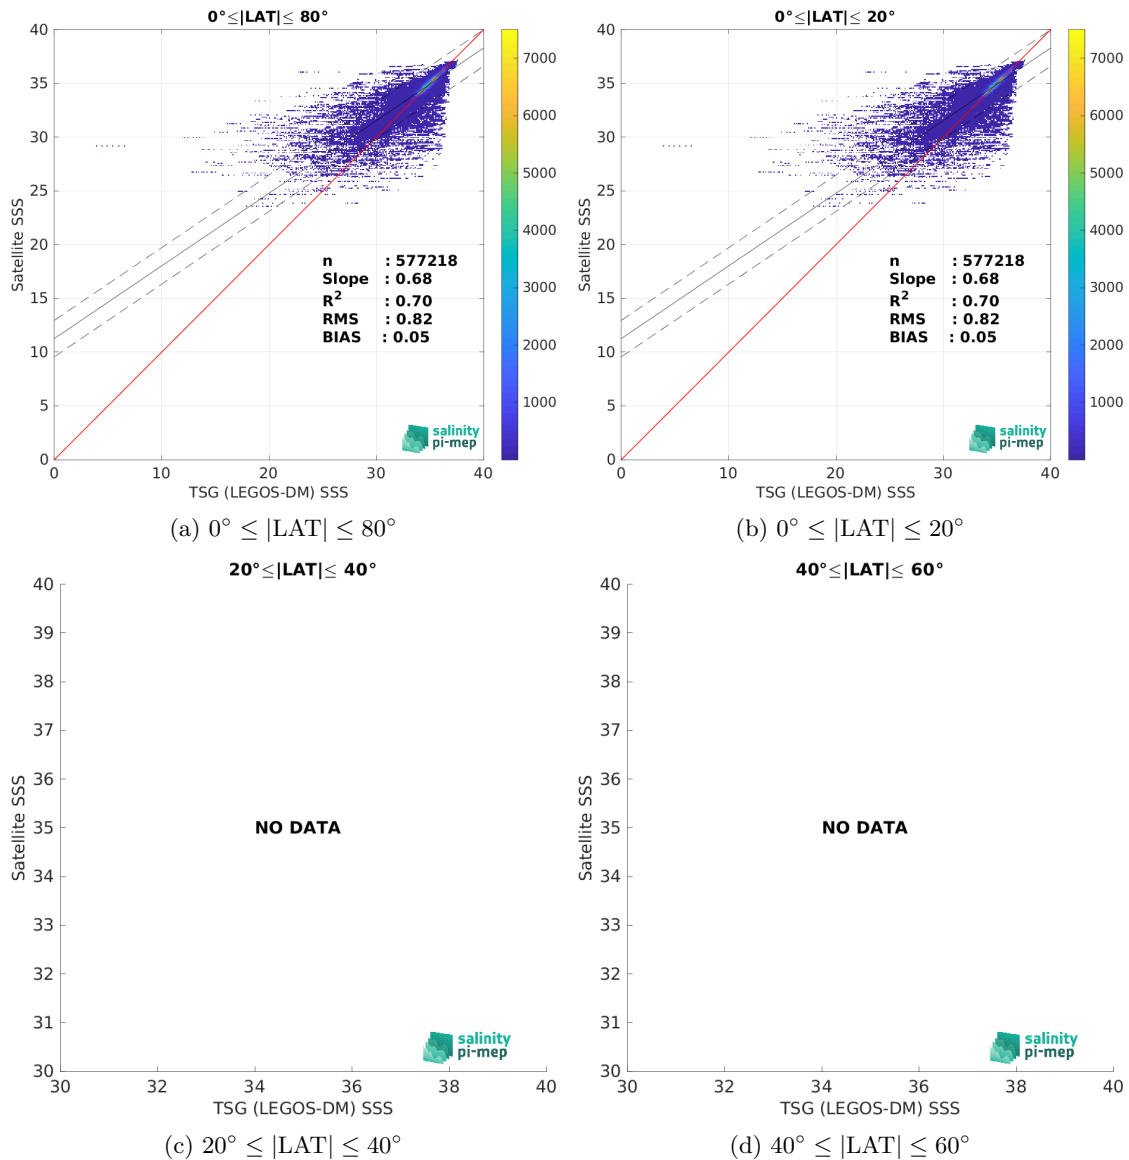 0°≤|LAT|≤ 80°
40
35
30
25
20
15
10
5
0
Satellite SSS
0 10 20 30 40
TSG (LEGOS-DM) SSS
7000
6000
5000
4000
3000
2000
1000
n : 577218
Slope : 0.68
R² : 0.70
RMS : 0.82
BIAS : 0.05
salinity
pi-mep
(a) 0° ≤ |LAT| ≤ 80°
0°≤|LAT|≤ 20°
40
35
30
25
20
15
10
5
0
Satellite SSS
0 10 20 30 40
TSG (LEGOS-DM) SSS
7000
6000
5000
4000
3000
2000
1000
n : 577218
Slope : 0.68
R² : 0.70
RMS : 0.82
BIAS : 0.05
salinity
pi-mep
(b) 0° ≤ |LAT| ≤ 20°
20°≤|LAT|≤ 40°
40
39
38
37
36
35
34
33
32
31
30
Satellite SSS
NO DATA
salinity
pi-mep
30 32 34 36 38 40
TSG (LEGOS-DM) SSS
(c) 20° ≤ |LAT| ≤ 40°
40°≤|LAT|≤ 60°
40
39
38
37
36
35
34
33
32
31
30
Satellite SSS
NO DATA
salinity
pi-mep
30 32 34 36 38 40
TSG (LEGOS-DM) SSS
(d) 40° ≤ |LAT| ≤ 60°